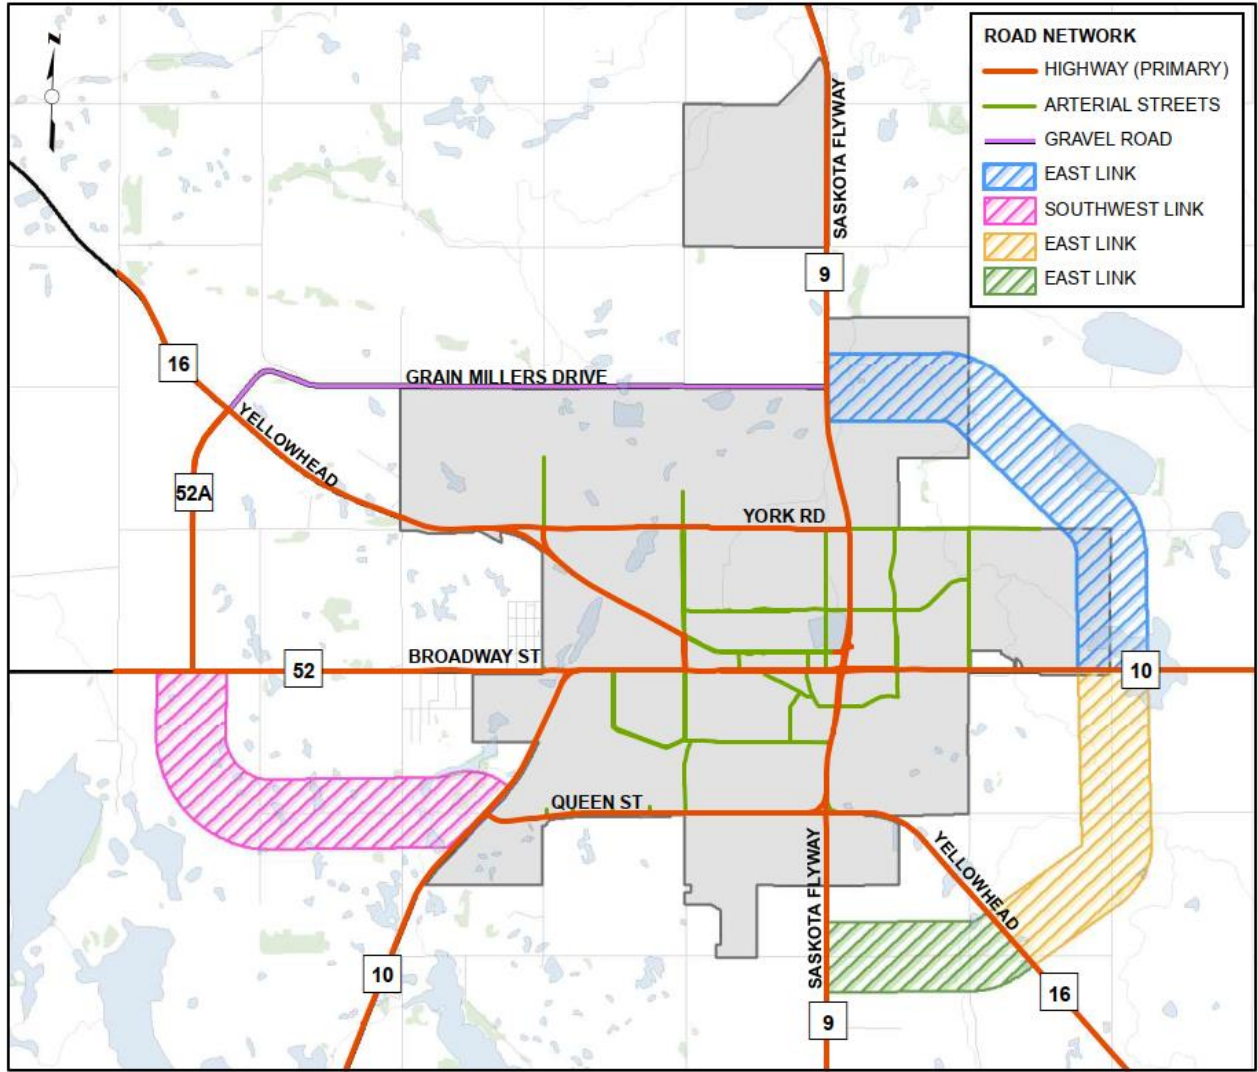 z
ROAD NETWORK
HIGHWAY (PRIMARY)
ARTERIAL STREETS
GRAVEL ROAD
EAST LINK
SOUTHWEST LINK
EAST LINK
EAST LINK
SASKOTA FLYWAY
9
16
GRAIN MILLERS DRIVE
YELLOWHEAD
52A
YORK RD
BROADWAY ST
52
10
QUEEN ST
SASKOTA FLYWAY
YELLOWHEAD
10
16
9